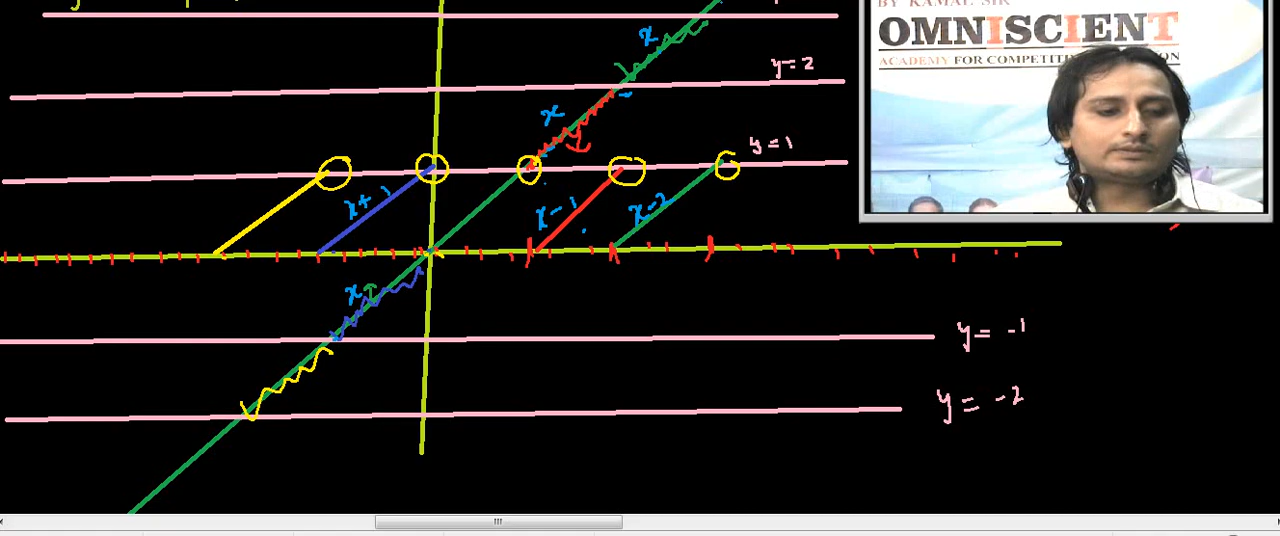 BY KAMAL SIR
OMNISCIENT
ACADEMY FOR COMPETITI
x
y=2
x
y=1
x+1
x-1
x-2
x
y= -1
y= -2